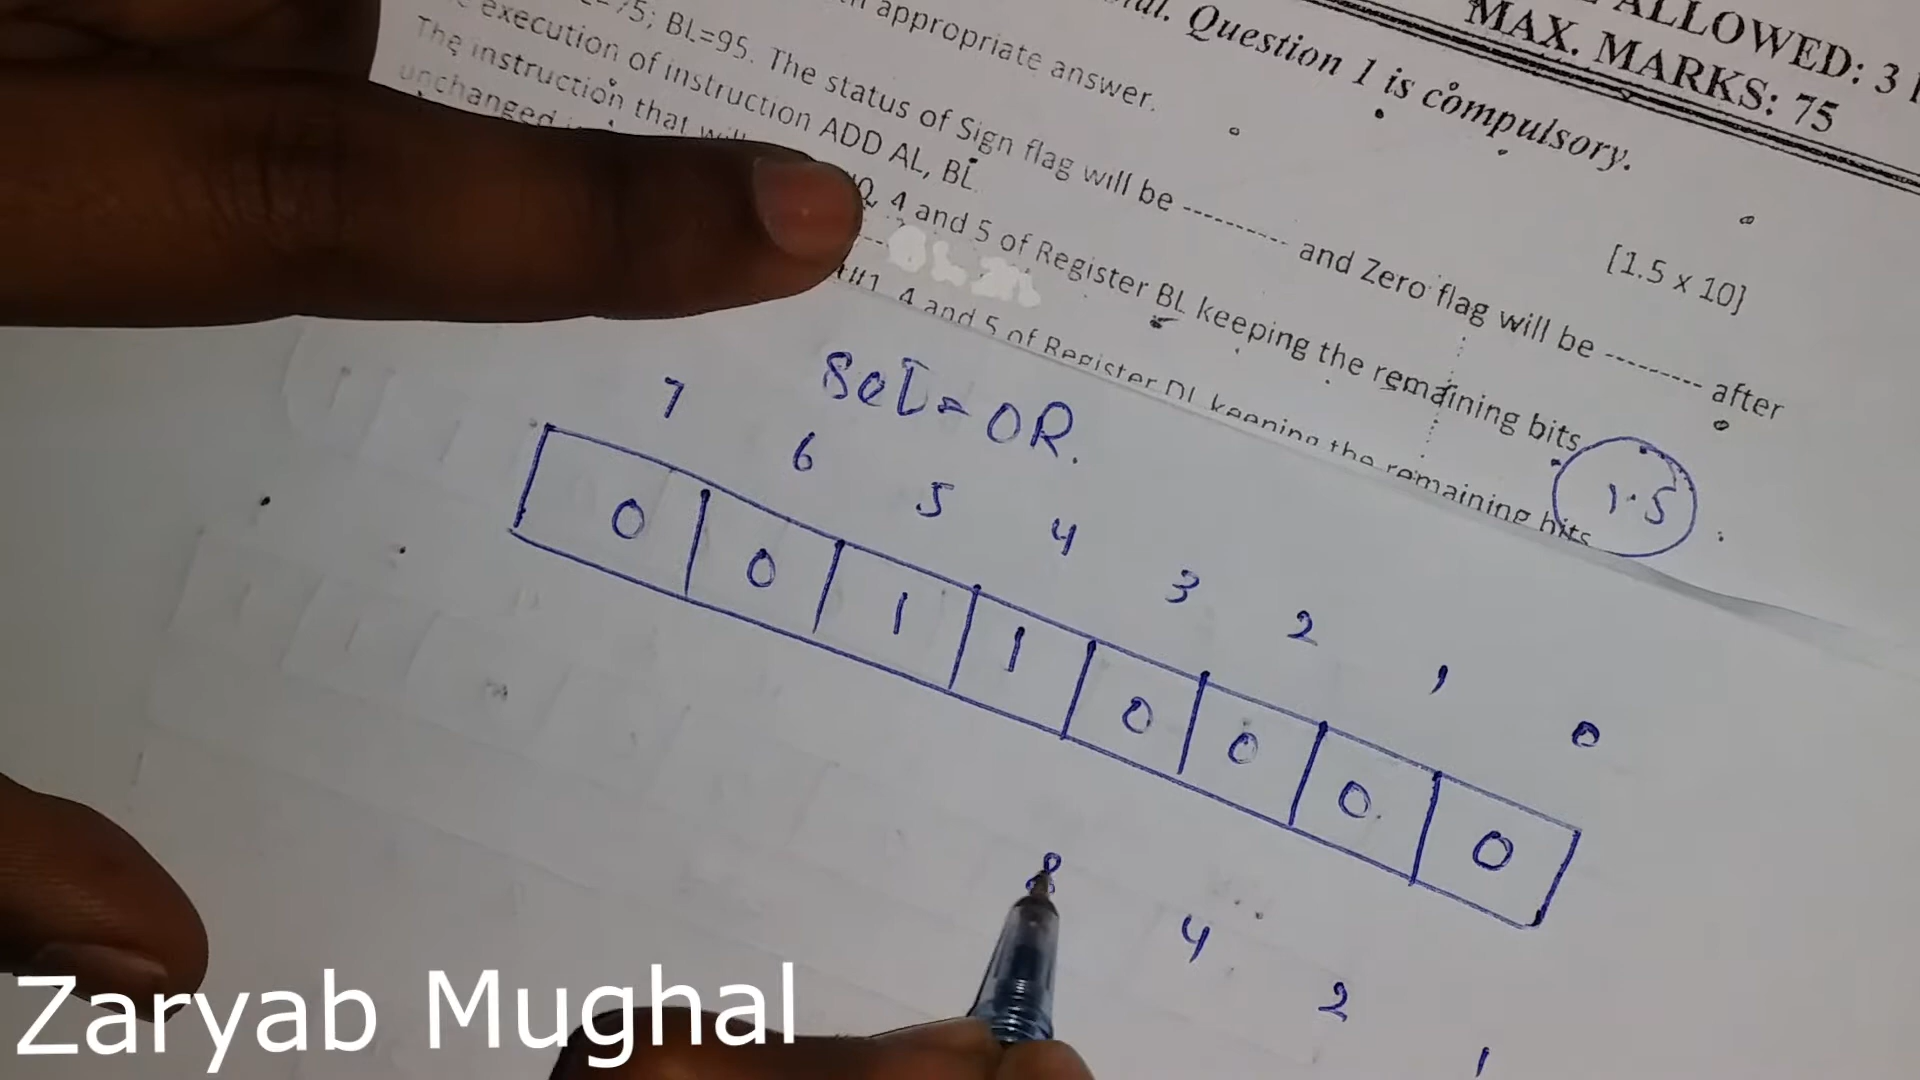 ALLOWED: 3
MAX. MARKS: 75
Question 1 is compulsory.
appropriate answer.
[1.5 x 10]
BL=95. The status of Sign flag will be --------- and Zero flag will be --------- after
execution of instruction ADD AL, BL.
The instruction that will
4 and 5 of Register BL keeping the remaining bits
unchanged
4 and 5 of Register DL keeping the remaining bits
1.5
Set = OR.
7 6 5 4 3 2 1 0
0 0 1 1 0 0 0 0
8 4 2 1
Zaryab Mughal